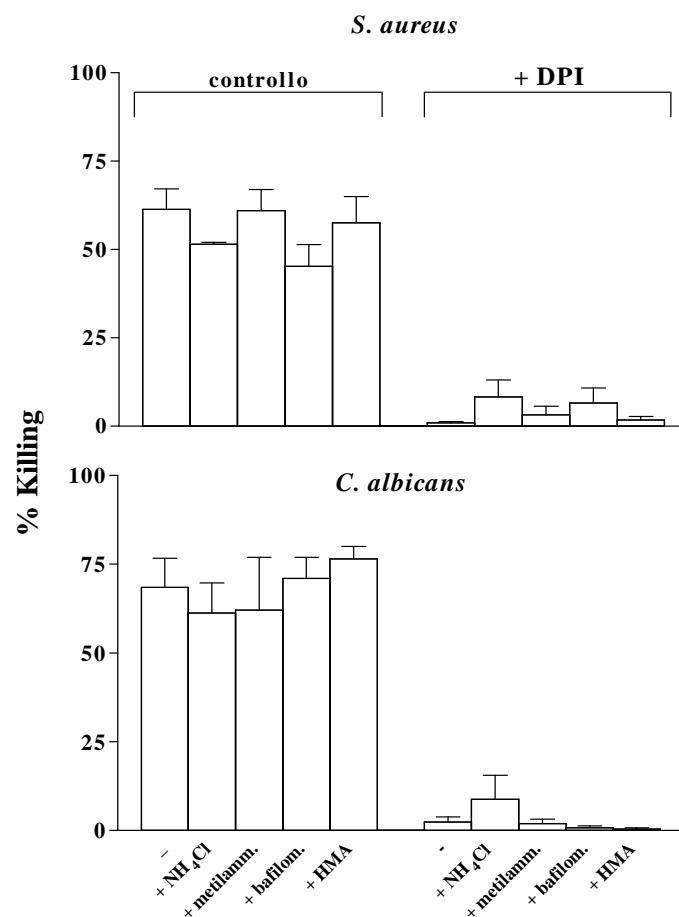 S. aureus
controllo
+ DPI
100
75
50
25
0
% Killing
C. albicans
100
75
50
25
0
–
+ NH4Cl
+ metilamm.
+ bafilom.
+ HMA
-
+ NH4Cl
+ metilamm.
+ bafilom.
+ HMA